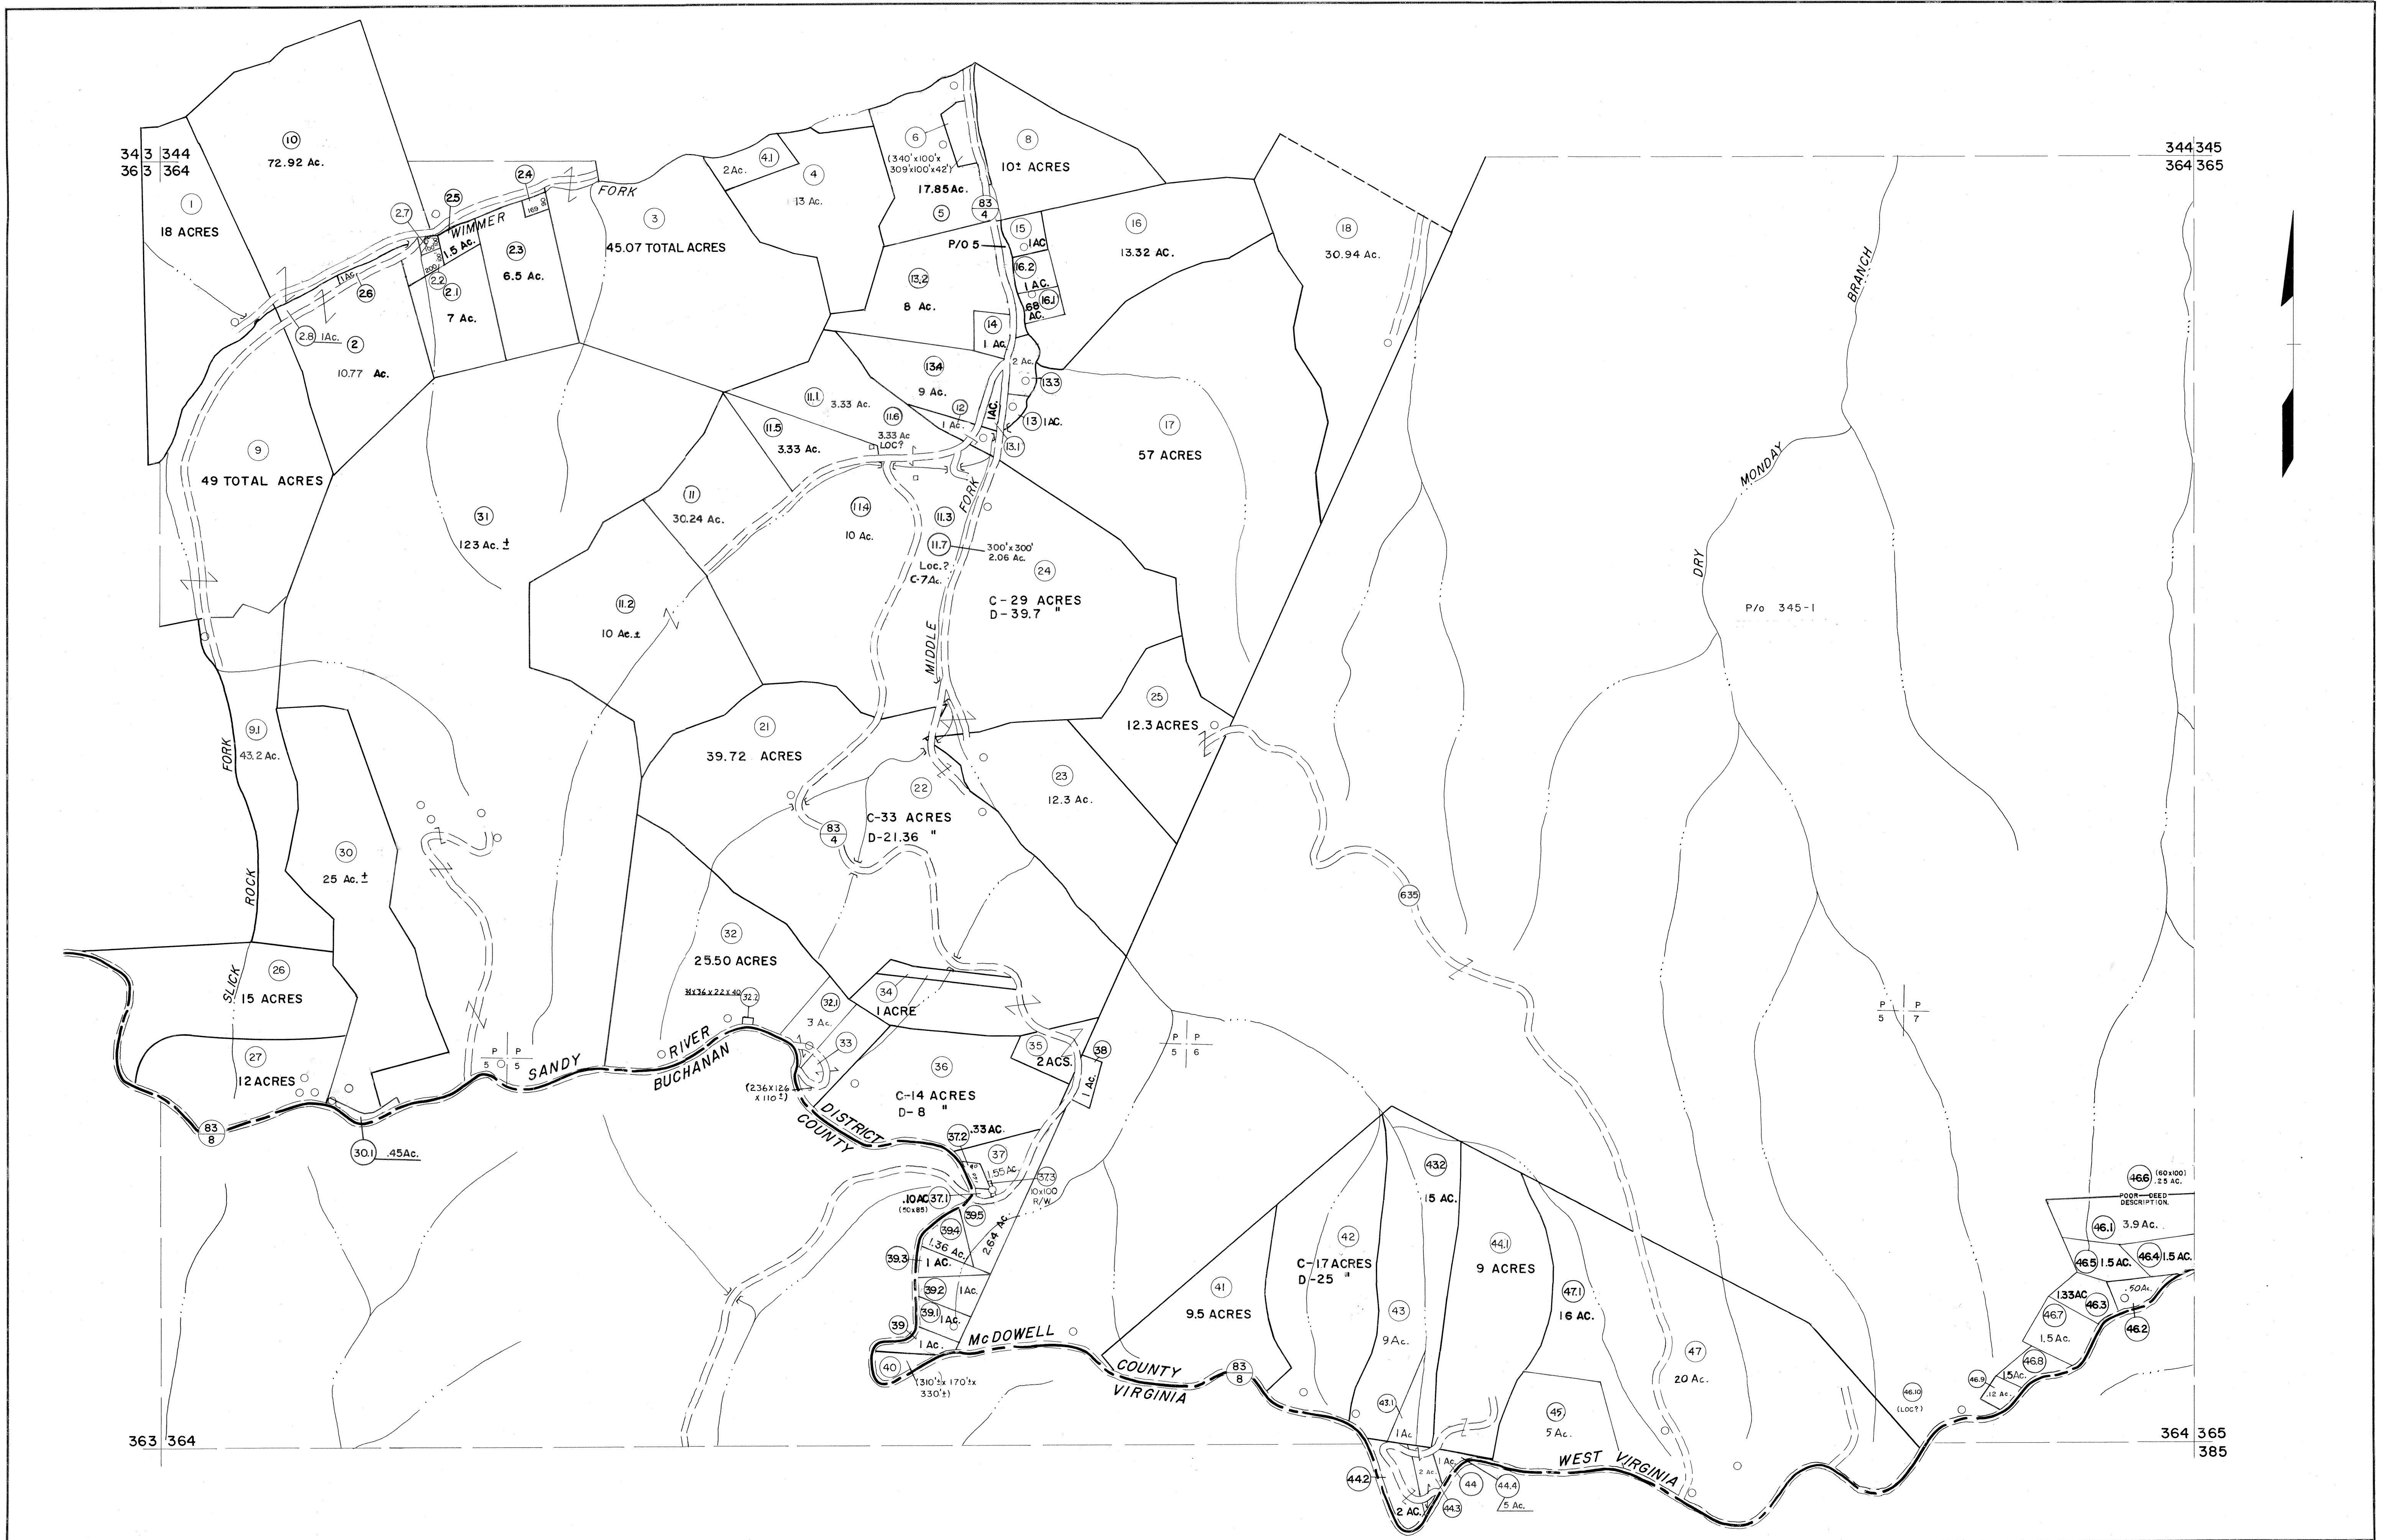 343 344
363 364
344 345
364 365
10
72.92 Ac.
1
18 ACRES
2.4
2.5
2.7
WIMMER
FORK
1.5 Ac.
2.3
6.5 Ac.
2.2
2.1
7 Ac.
200
1 Ac.
2.6
2.8 1Ac.
2
10.77 Ac.
3
45.07 TOTAL ACRES
4.1
2 Ac.
4
13 Ac.
6
(340'x100'x
309'x100'x42')
17.85 Ac.
5
83
4
8
10± ACRES
P/O 5
15
1 AC
16.2
1 AC.
16.1
.68
AC.
16
13.32 AC.
18
30.94 AC.
13.2
8 Ac.
14
1 AC.
13.4
9 Ac.
2 Ac.
13.3
13 1AC.
1AC.
12
1 Ac.
13.1
11.1
3.33 Ac.
11.6
3.33 Ac
LOC?
11.5
3.33 Ac.
17
57 ACRES
9
49 TOTAL ACRES
31
123 Ac. ±
11
30.24 Ac.
11.4
10 Ac.
11.3
11.7
300'x300'
2.06 Ac.
Loc.?
C-7Ac.
MIDDLE FORK
24
C-29 ACRES
D-39.7 "
11.2
10 Ac.±
BRANCH
MONDAY
DRY
P/o 345-1
25
12.3 ACRES
21
39.72 ACRES
9.1
43.2 Ac.
FORK
ROCK
SLICK
23
12.3 Ac.
22
C-33 ACRES
D-21.36 "
83
4
30
25 Ac. ±
635
32
25.50 ACRES
26
15 ACRES
32.2
32.1
3 Ac.
34
1 ACRE
33
35
2 ACS.
38
1 Ac.
36
C-14 ACRES
D-8 "
P P
5 7
P P
5 6
P P
5 5
27
12 ACRES
SANDY RIVER
BUCHANAN
(236X126
X110±)
DISTRICT
COUNTY
83
8
30.1 .45Ac.
37.2 .33 AC.
37
.55 Ac.
37.3
10x100
R/W
.10 AC. 37.1
(50x85)
39.5
39.4
1.36 Ac.
2.64 Ac.
39.3
1 AC.
39.2
1 Ac.
39.1
1 Ac.
39
1 Ac.
40
(310'±x 170'±x
330'±)
McDOWELL COUNTY
VIRGINIA
83
8
41
9.5 ACRES
42
C-17 ACRES
D-25 "
43
9 Ac.
43.2
15 AC.
43.1
1 Ac
44.1
9 ACRES
47.1
16 AC.
45
5 Ac.
47
20 Ac.
44.2
2 Ac.
1 Ac.
44
44.4
5 Ac.
44.3
2 AC.
WEST VIRGINIA
46.6 (60x100)
.25 AC.
POOR DEED
DESCRIPTION.
46.1 3.9 Ac.
46.5 1.5 AC.
46.4 1.5 AC.
1.33AC
46.3
.50Ac.
46.2
46.7
1.5 Ac.
46.8
1.5Ac.
46.9
.12 Ac.
46.10
(LOC?)
363 364
364 365
385